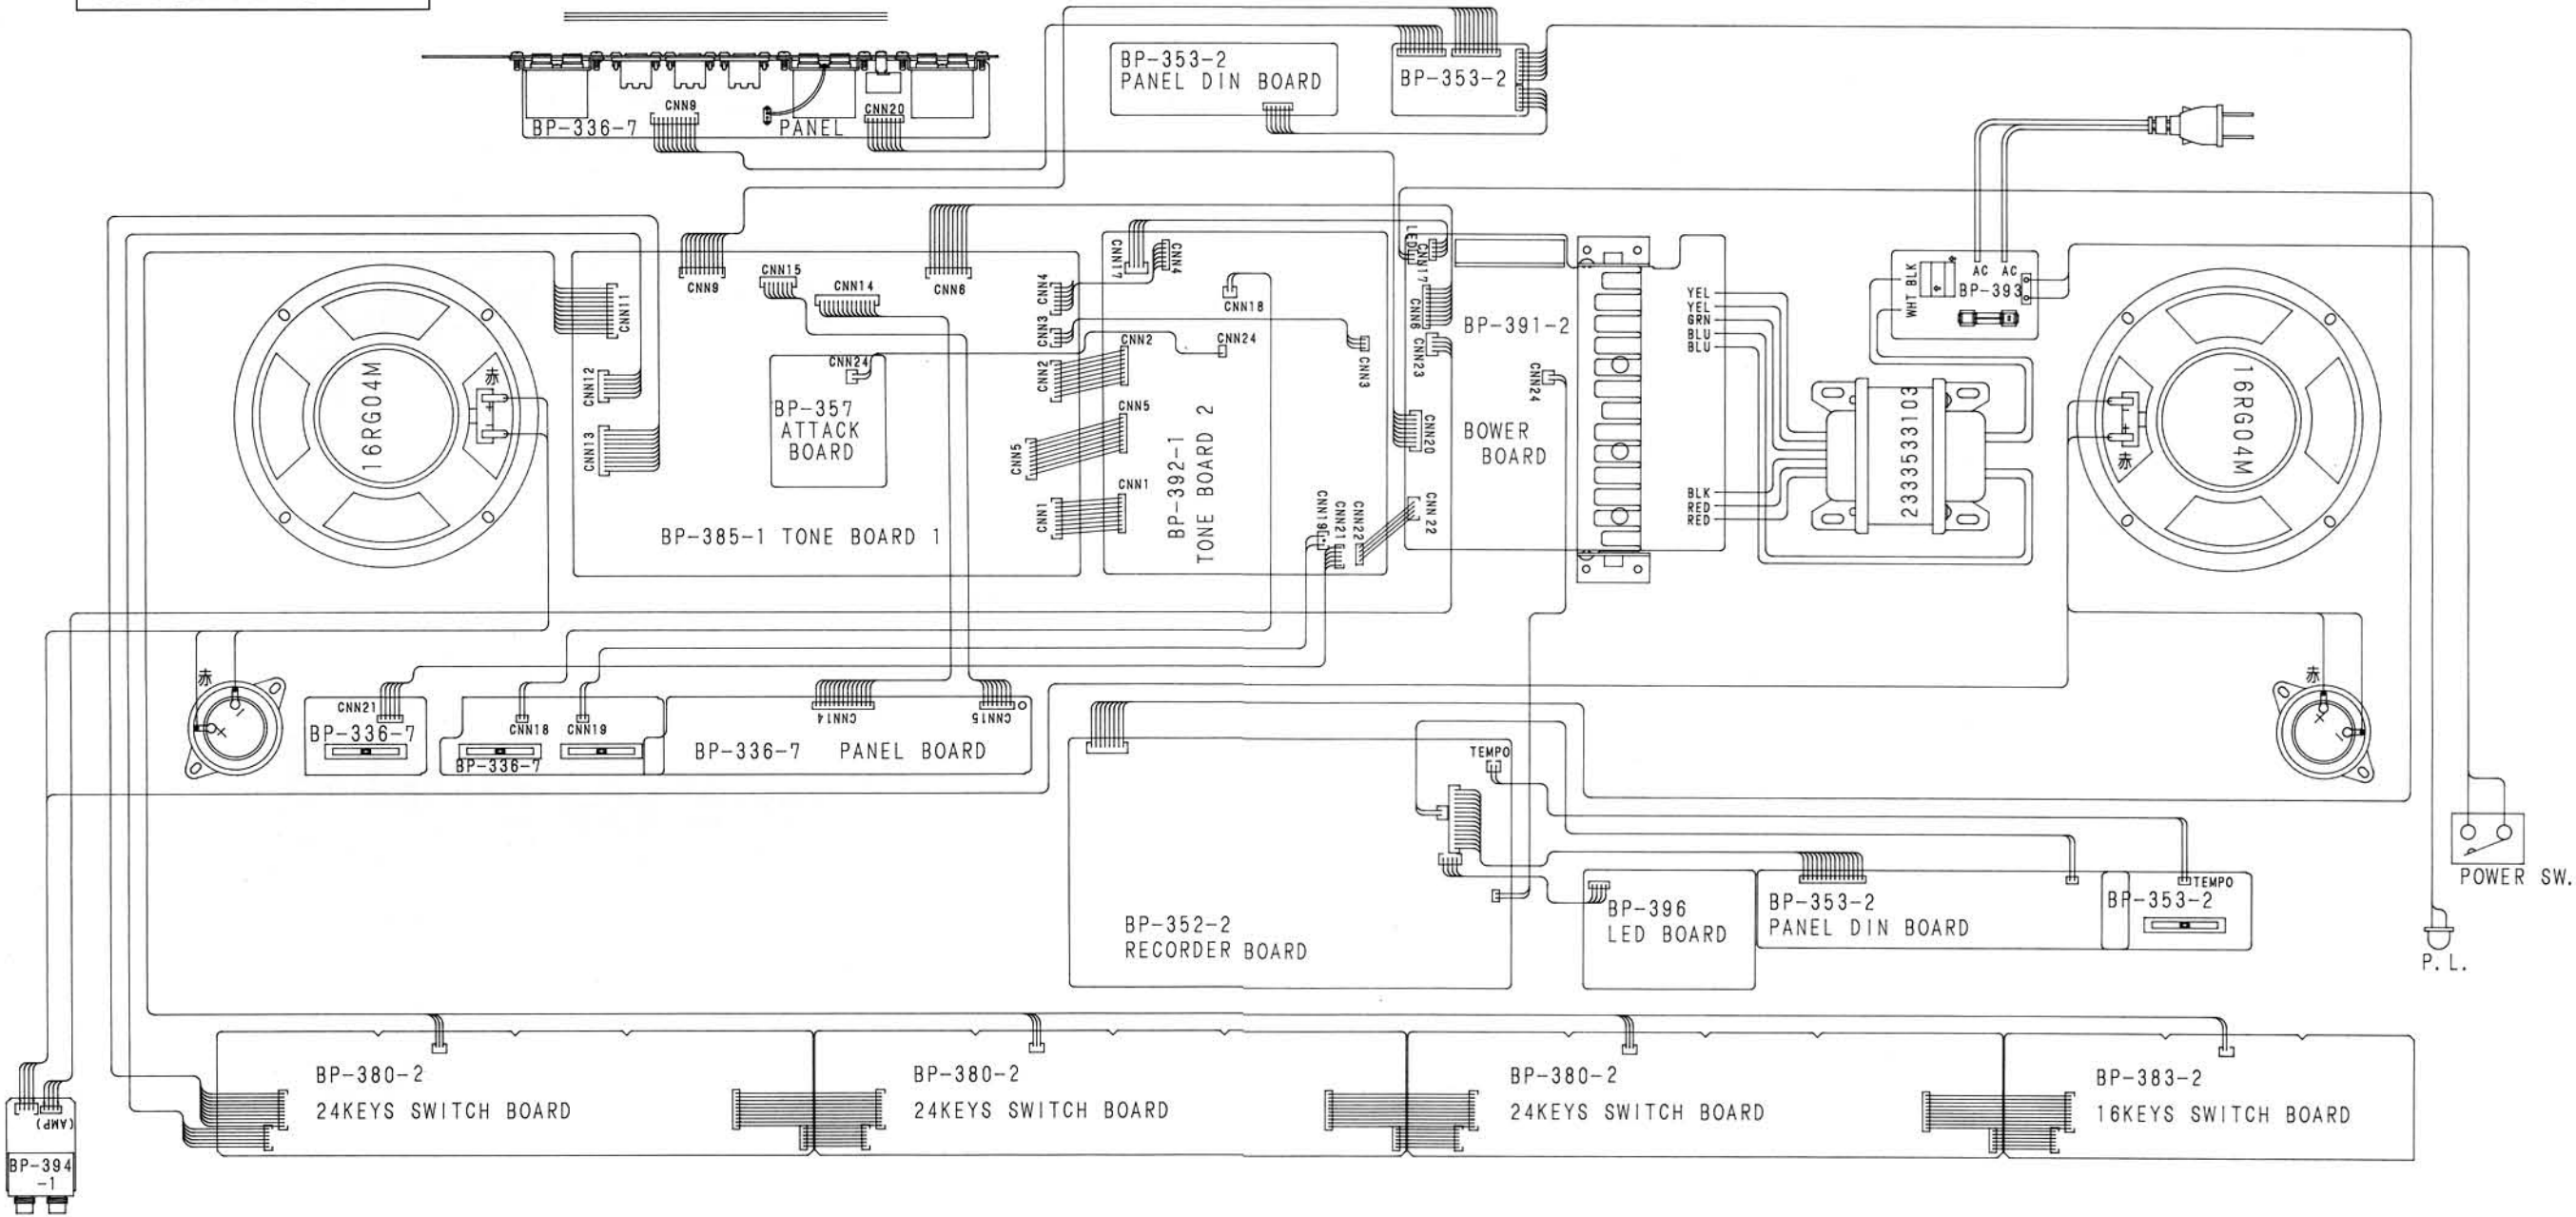 BP-353-2
PANEL DIN BOARD
BP-353-2
CNN9
CNN20
BP-336-7
PANEL
CNN9
CNN15
CNN14
CNN6
CNN4
CNN17
CNN4
CNN18
LED
CNN17
CNN11
CNN3
CNN6
YEL
YEL
GRN
BLU
BLU
AC AC
BP-393
BLK
WHT
16RG04M
赤
CNN12
CNN24
CNN2
CNN2
CNN24
CNN3
CNN23
BP-391-2
CNN24
BP-357
ATTACK
BOARD
CNN13
CNN5
CNN5
CNN20
BOWER
BOARD
2333533103
16RG04M
赤
BP-392-1
TONE BOARD 2
CNN1
CNN1
BP-385-1 TONE BOARD 1
CNN19
CNN21
CNN22
CNN22
BLK
RED
RED
赤
CNN21
BP-336-7
CNN18
CNN19
BP-336-7
CNN14
CNN15
BP-336-7 PANEL BOARD
赤
TEMPO
BP-352-2
RECORDER BOARD
BP-396
LED BOARD
BP-353-2
PANEL DIN BOARD
TEMPO
BP-353-2
POWER SW.
P.L.
BP-380-2
24KEYS SWITCH BOARD
BP-380-2
24KEYS SWITCH BOARD
BP-380-2
24KEYS SWITCH BOARD
BP-383-2
16KEYS SWITCH BOARD
(AMP)
BP-394
-1